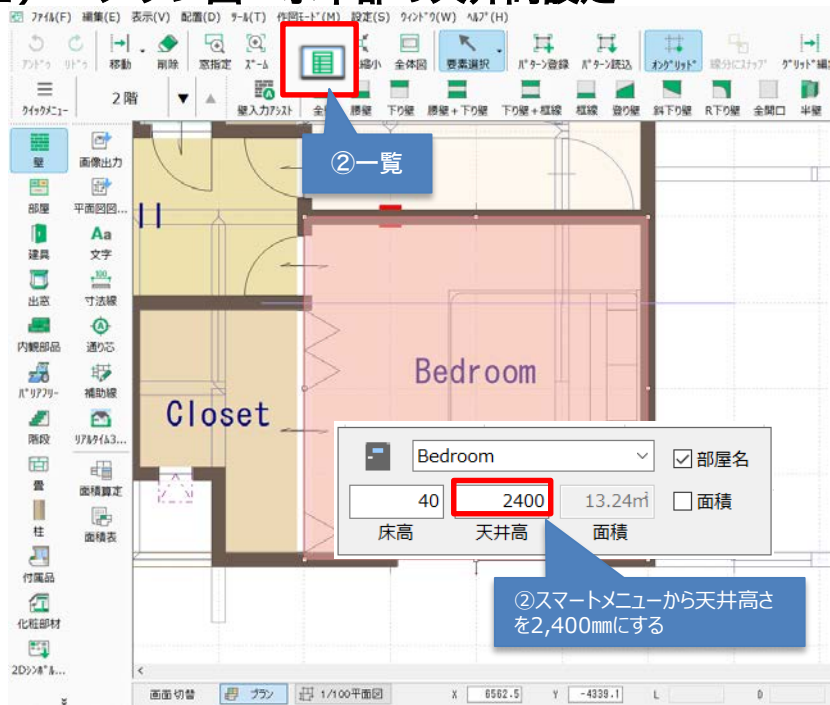 ﾌｧｲﾙ(F) 編集(E) 表示(V) 配置(D) ﾂｰﾙ(T) 作図ﾓｰﾄﾞ(M) 設定(S) ｳｨﾝﾄﾞｳ(W) ﾍﾙﾌﾟ(H)
ｱﾝﾄﾞｩ ﾘﾄﾞｩ 移動 削除 窓指定 ｽﾞｰﾑ 縮小 全体図 要素選択 ﾊﾟﾀｰﾝ登録 ﾊﾟﾀｰﾝ読込 ｵﾝｸﾞﾘｯﾄﾞ 線分にｽﾅｯﾌﾟ ｸﾞﾘｯﾄﾞ編
ｸｲｯｸﾒﾆｭｰ 2階 ▼ ▲ 壁入力ｱｼｽﾄ 腰壁 下り壁 腰壁+下り壁 下り壁+框線 框線 登り壁 斜下り壁 R下り壁 全開口 半壁
②一覧
壁 画像出力
部屋 平面図図...
建具 Aa
文字
出窓 寸法線
内観部品 通り芯
ﾊﾞﾘｱﾌﾘｰ 補助線
階段 ﾘｱﾙﾀｲﾑ3...
畳 面積算定
柱 面積表
付属品
化粧部材
2Dｼﾝﾎﾞﾙ...
Bedroom
Closet
Bedroom 部屋名
40 2400 13.24㎡ 面積
床高 天井高 面積
②スマートメニューから天井高さ
を2,400㎜にする
画面切替 プラン 1/100平面図 X 6562.5 Y -4339.1 L D